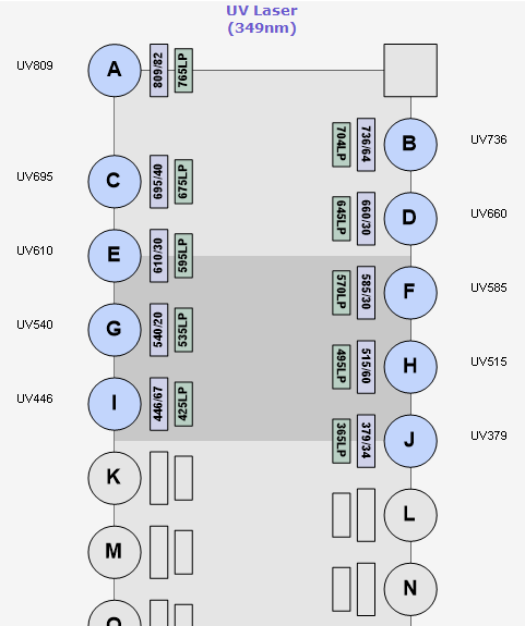 UV Laser
(349nm)
UV809
A
809/82
765LP
704LP
736/64
B
UV736
UV695
C
695/40
675LP
645LP
660/30
D
UV660
UV610
E
610/30
595LP
570LP
585/30
F
UV585
UV540
G
540/20
535LP
495LP
515/60
H
UV515
UV446
I
446/67
425LP
365LP
379/34
J
UV379
K
L
M
N